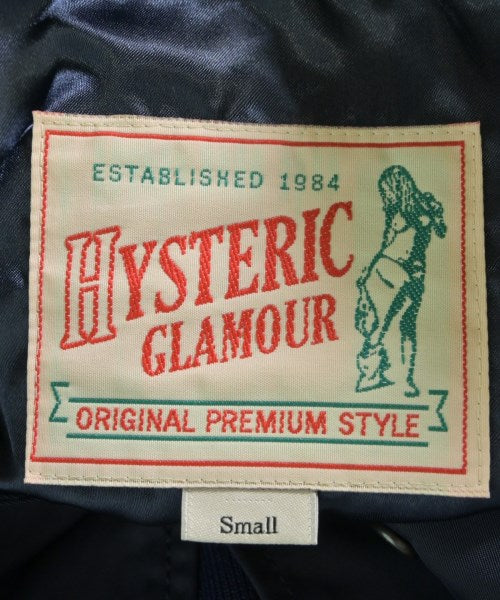 ESTABLISHED 1984
HYSTERIC
GLAMOUR
ORIGINAL PREMIUM STYLE
Small